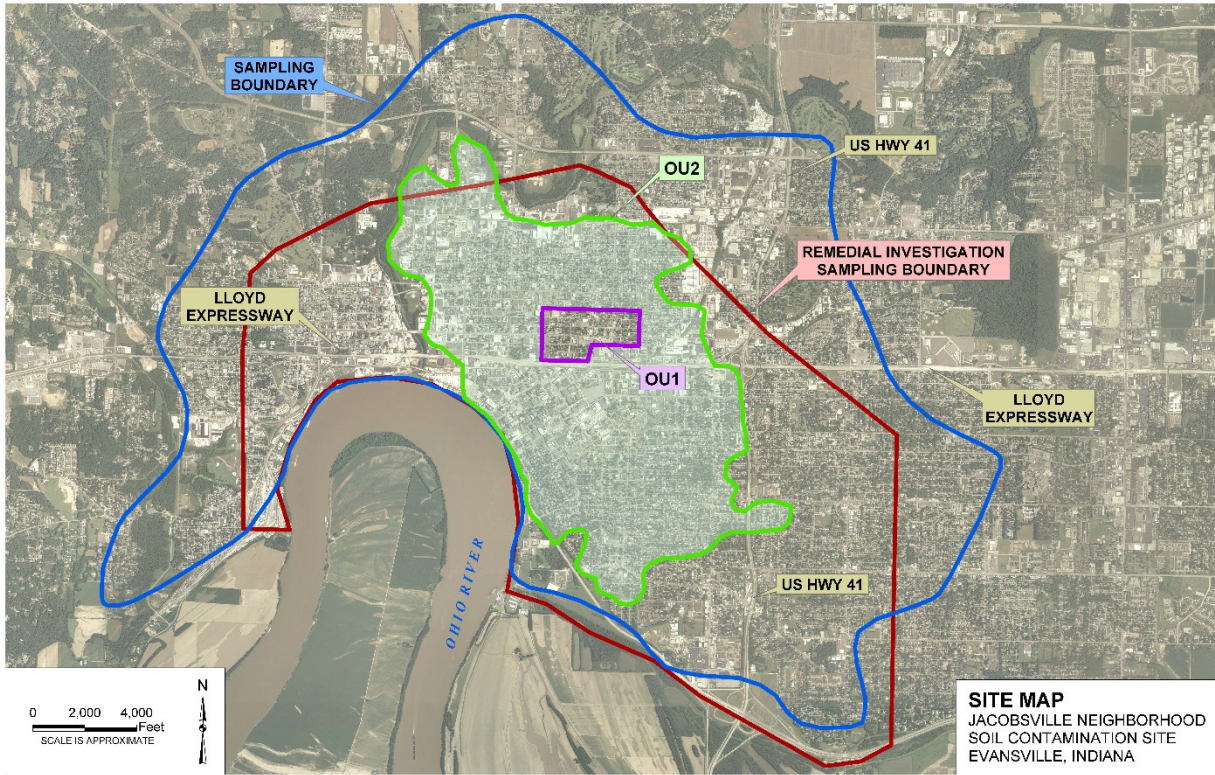 SAMPLING
BOUNDARY
US HWY 41
OU2
REMEDIAL INVESTIGATION
SAMPLING BOUNDARY
LLOYD
EXPRESSWAY
OU1
LLOYD
EXPRESSWAY
US HWY 41
OHIO RIVER
N
0 2,000 4,000
Feet
SCALE IS APPROXIMATE
SITE MAP
JACOBSVILLE NEIGHBORHOOD
SOIL CONTAMINATION SITE
EVANSVILLE, INDIANA